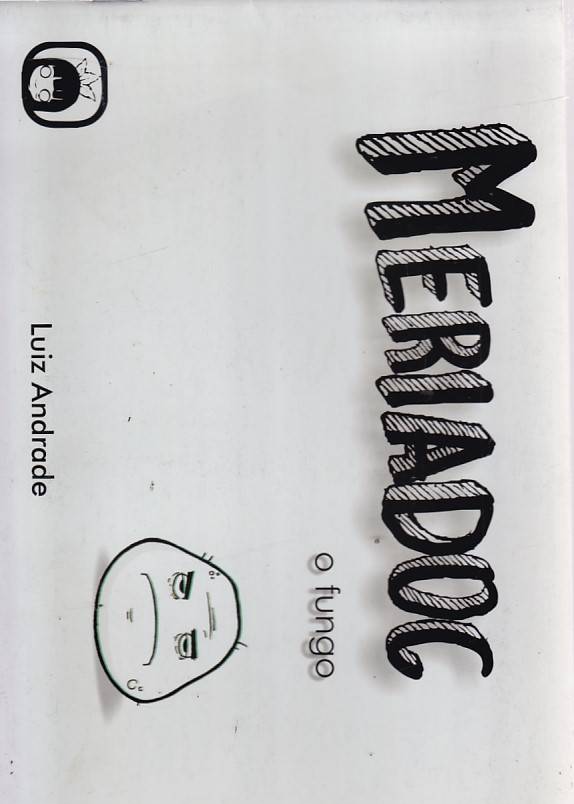 MERIADOC
o fungo
Luiz Andrade